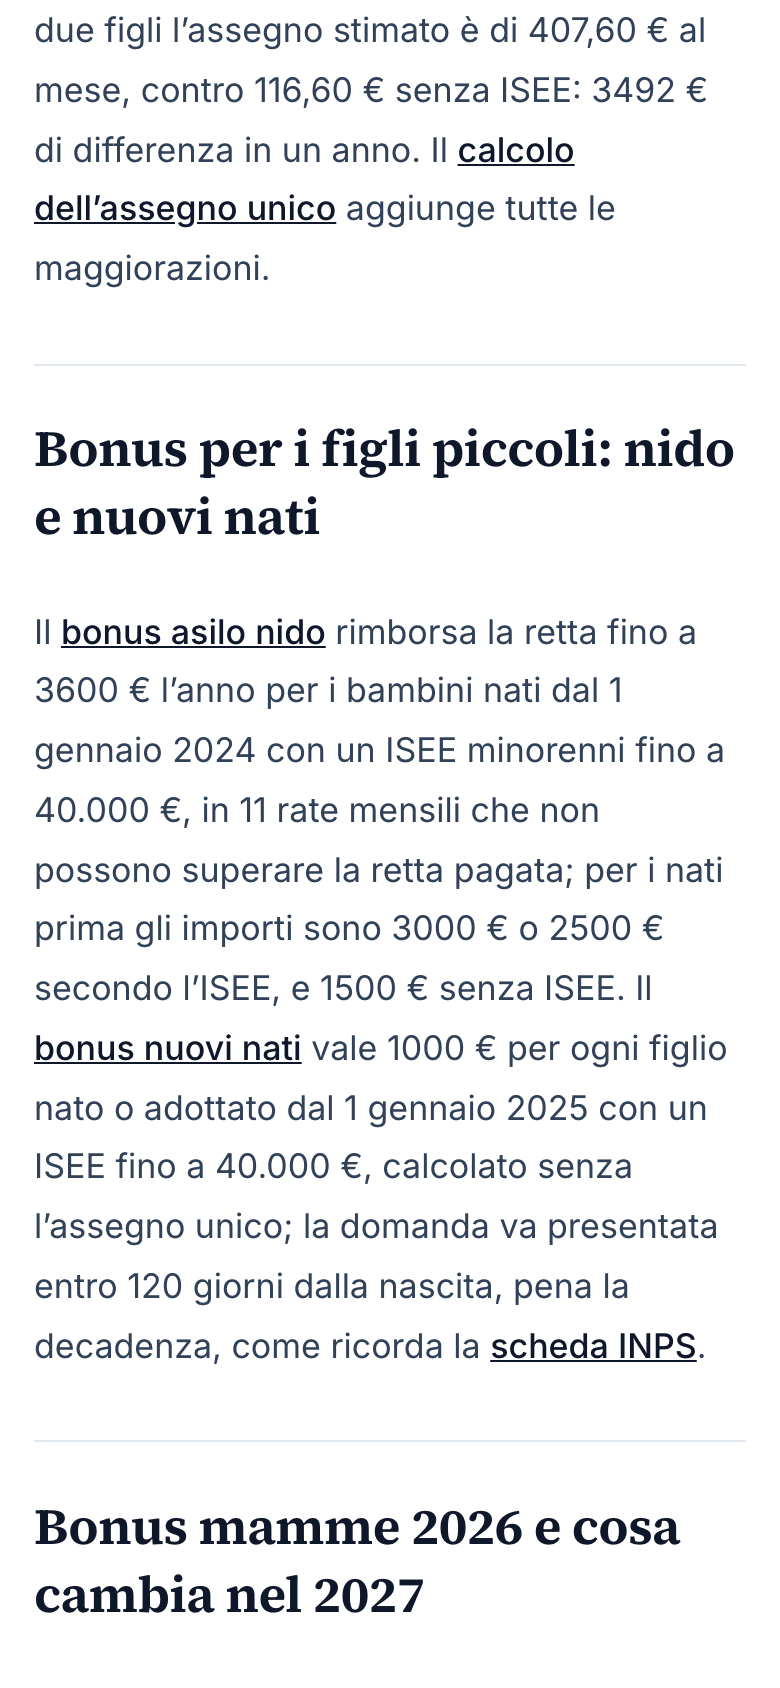 due figli l’assegno stimato è di 407,60 € al
mese, contro 116,60 € senza ISEE: 3492 €
di differenza in un anno. Il calcolo
dell’assegno unico aggiunge tutte le
maggiorazioni.
Bonus per i figli piccoli: nido
e nuovi nati
Il bonus asilo nido rimborsa la retta fino a
3600 € l’anno per i bambini nati dal 1
gennaio 2024 con un ISEE minorenni fino a
40.000 €, in 11 rate mensili che non
possono superare la retta pagata; per i nati
prima gli importi sono 3000 € o 2500 €
secondo l’ISEE, e 1500 € senza ISEE. Il
bonus nuovi nati vale 1000 € per ogni figlio
nato o adottato dal 1 gennaio 2025 con un
ISEE fino a 40.000 €, calcolato senza
l’assegno unico; la domanda va presentata
entro 120 giorni dalla nascita, pena la
decadenza, come ricorda la scheda INPS.
Bonus mamme 2026 e cosa
cambia nel 2027